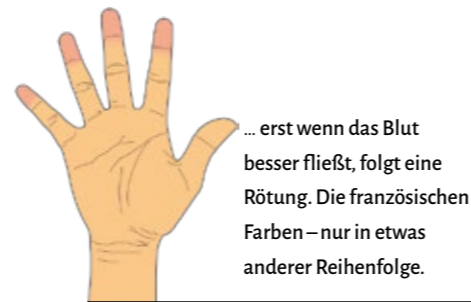 … erst wenn das Blut
besser fließt, folgt eine
Rötung. Die französischen
Farben – nur in etwas
anderer Reihenfolge.